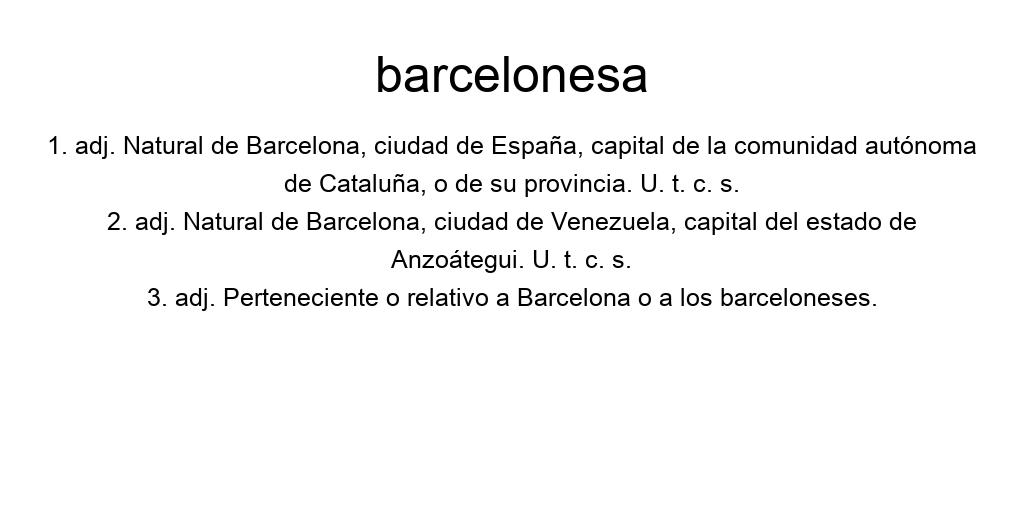 barcelonesa
1. adj. Natural de Barcelona, ciudad de España, capital de la comunidad autónoma
de Cataluña, o de su provincia. U. t. c. s.
2. adj. Natural de Barcelona, ciudad de Venezuela, capital del estado de
Anzoátegui. U. t. c. s.
3. adj. Perteneciente o relativo a Barcelona o a los barceloneses.